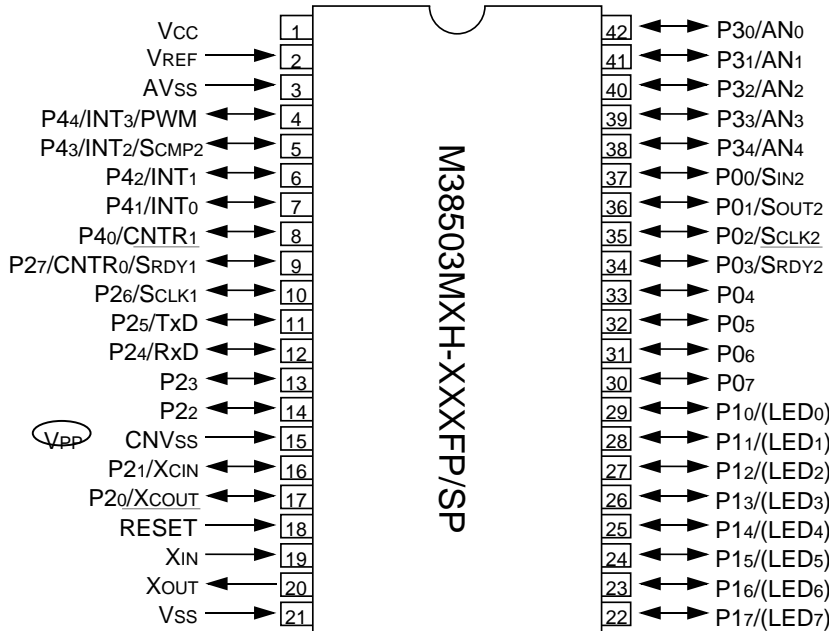 VCC 1
VREF 2
AVSS 3
P44/INT3/PWM 4
P43/INT2/SCMP2 5
P42/INT1 6
P41/INT0 7
P40/CNTR1 8
P27/CNTR0/SRDY1 9
P26/SCLK1 10
P25/TxD 11
P24/RxD 12
P23 13
P22 14
VPP CNVSS 15
P21/XCIN 16
P20/XCOUT 17
RESET 18
XIN 19
XOUT 20
VSS 21
M38503MXH-XXXFP/SP
42 P30/AN0
41 P31/AN1
40 P32/AN2
39 P33/AN3
38 P34/AN4
37 P00/SIN2
36 P01/SOUT2
35 P02/SCLK2
34 P03/SRDY2
33 P04
32 P05
31 P06
30 P07
29 P10/(LED0)
28 P11/(LED1)
27 P12/(LED2)
26 P13/(LED3)
25 P14/(LED4)
24 P15/(LED5)
23 P16/(LED6)
22 P17/(LED7)